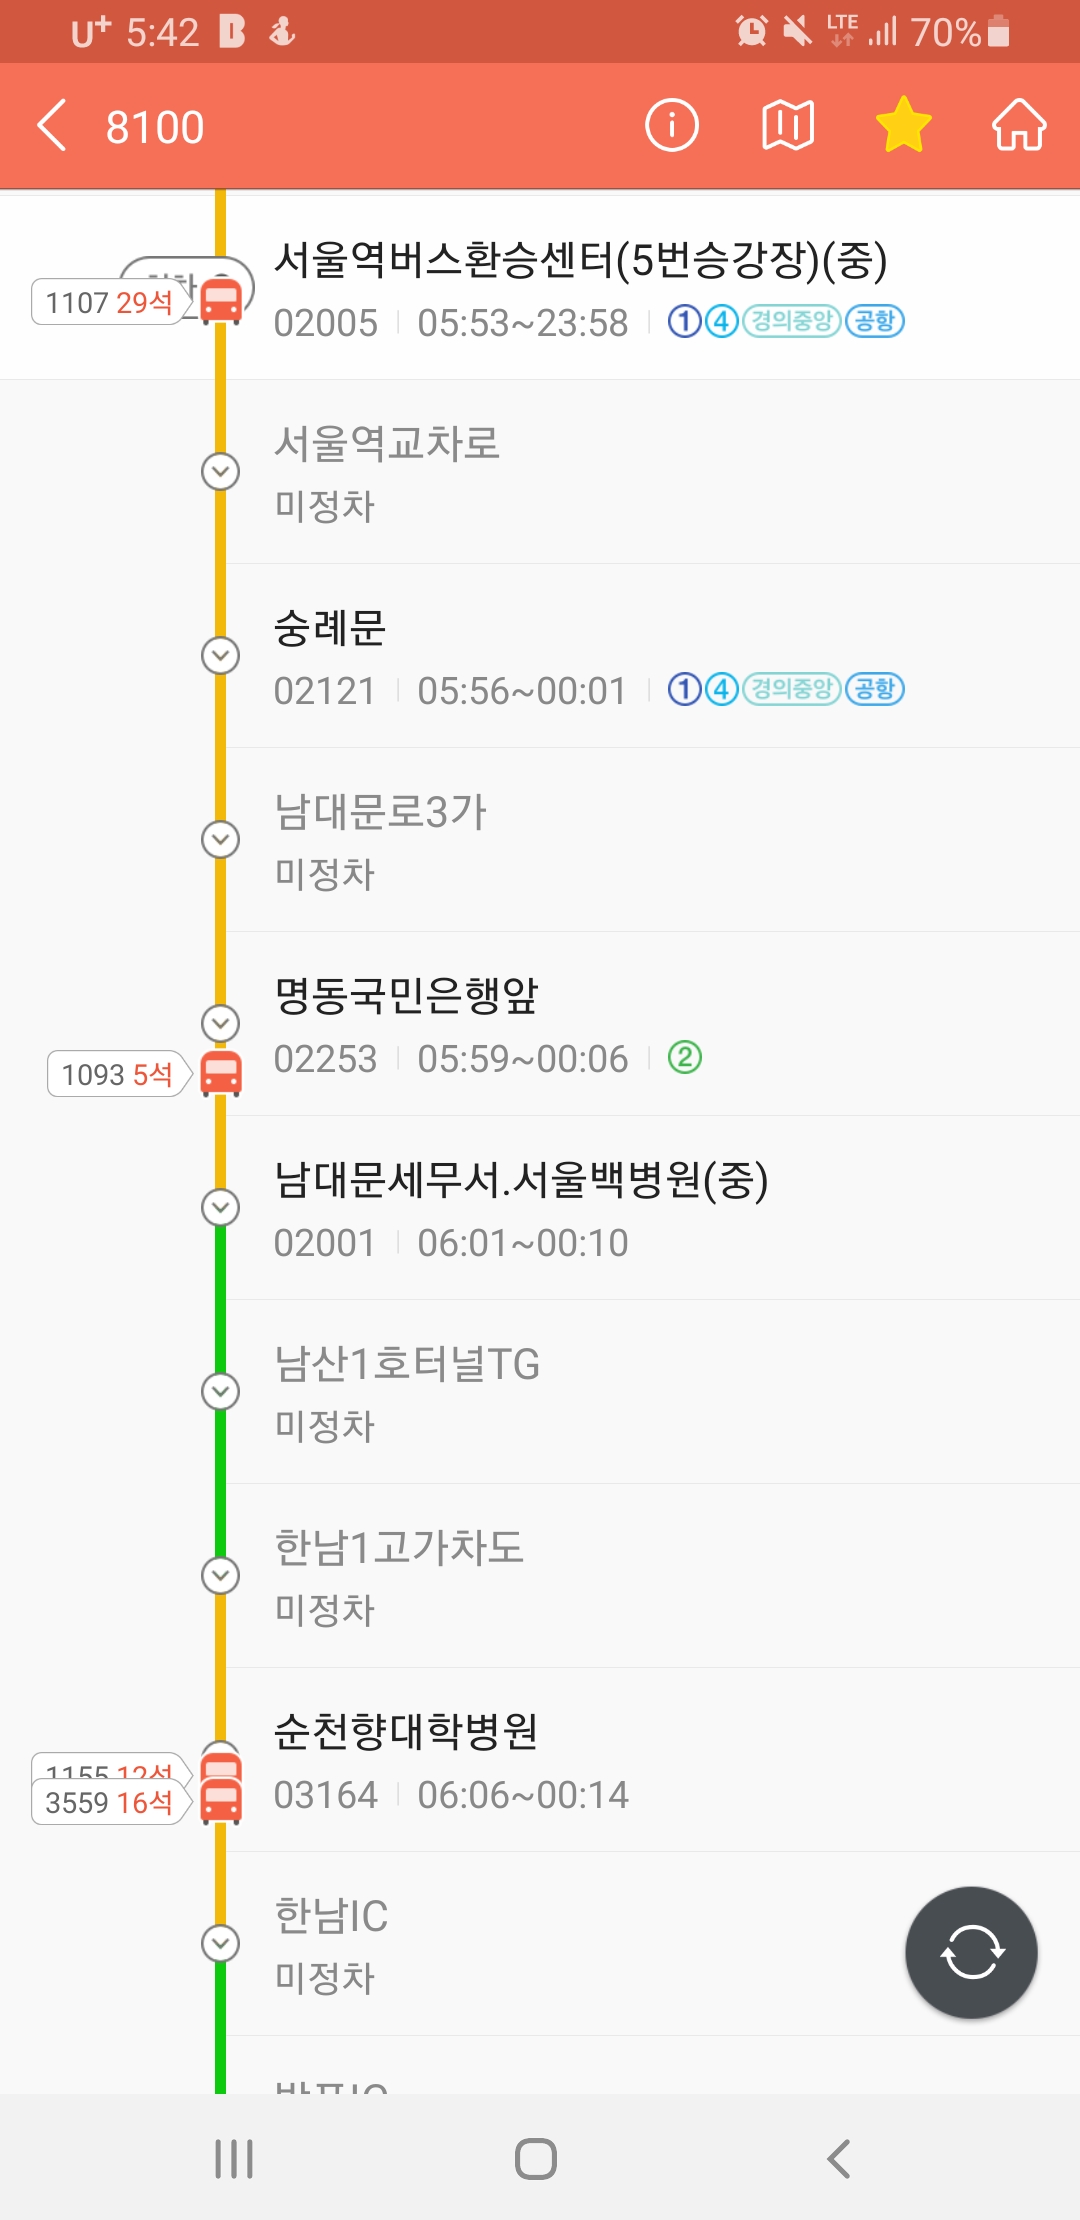 U+ 5:42 LTE 70%
8100
서울역버스환승센터(5번승강장)(중)
1107 29석
02005 05:53~23:58 1 4 경의중앙 공항
서울역교차로
미정차
숭례문
02121 05:56~00:01 1 4 경의중앙 공항
남대문로3가
미정차
명동국민은행앞
02253 05:59~00:06 2
1093 5석
남대문세무서.서울백병원(중)
02001 06:01~00:10
남산1호터널TG
미정차
한남1고가차도
미정차
순천향대학병원
1155 12석
03164 06:06~00:14
3559 16석
한남IC
미정차